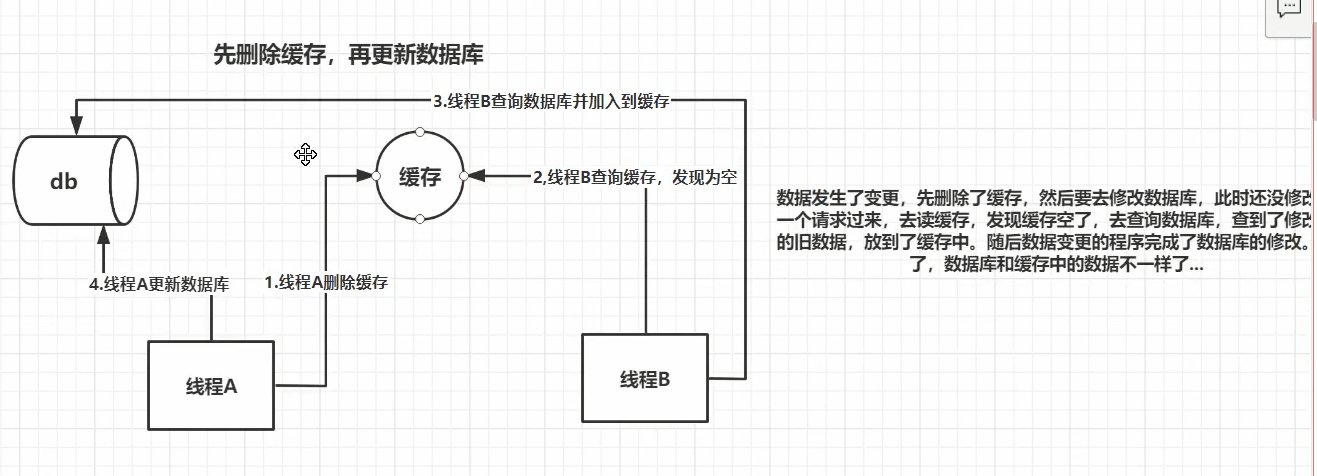 先删除缓存，再更新数据库
3.线程B查询数据库并加入到缓存
db
缓存
2,线程B查询缓存，发现为空
数据发生了变更，先删除了缓存，然后要去修改数据库，此时还没修改
一个请求过来，去读缓存，发现缓存空了，去查询数据库，查到了修改
的旧数据，放到了缓存中。随后数据变更的程序完成了数据库的修改。
了，数据库和缓存中的数据不一样了...
4.线程A更新数据库
1.线程A删除缓存
线程A
线程B